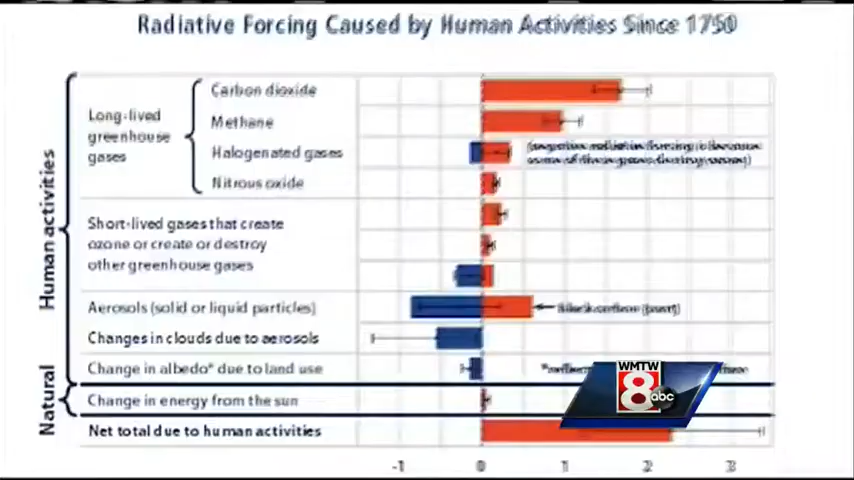 Radiative Forcing Caused by Human Activities Since 1750
Human activities
Long-lived
greenhouse
gases
Carbon dioxide
Methane
Halogenated gases
Nitrous oxide
Short-lived gases that create
ozone or create or destroy
other greenhouse gases
Aerosols (solid or liquid particles)
Black carbon (soot)
Changes in clouds due to aerosols
Change in albedo* due to land use
Natural
Change in energy from the sun
Net total due to human activities
WMTW
8
abc
-1 0 1 2 3